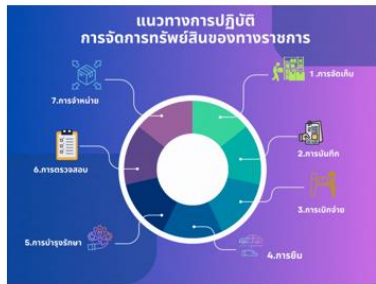 แนวทางการปฏิบัติ
การจัดการทรัพย์สินของทางราชการ
1.การจัดเก็บ
2.การบันทึก
3.การเบิกจ่าย
4.การยืม
5.การบำรุงรักษา
6.การตรวจสอบ
7.การจำหน่าย